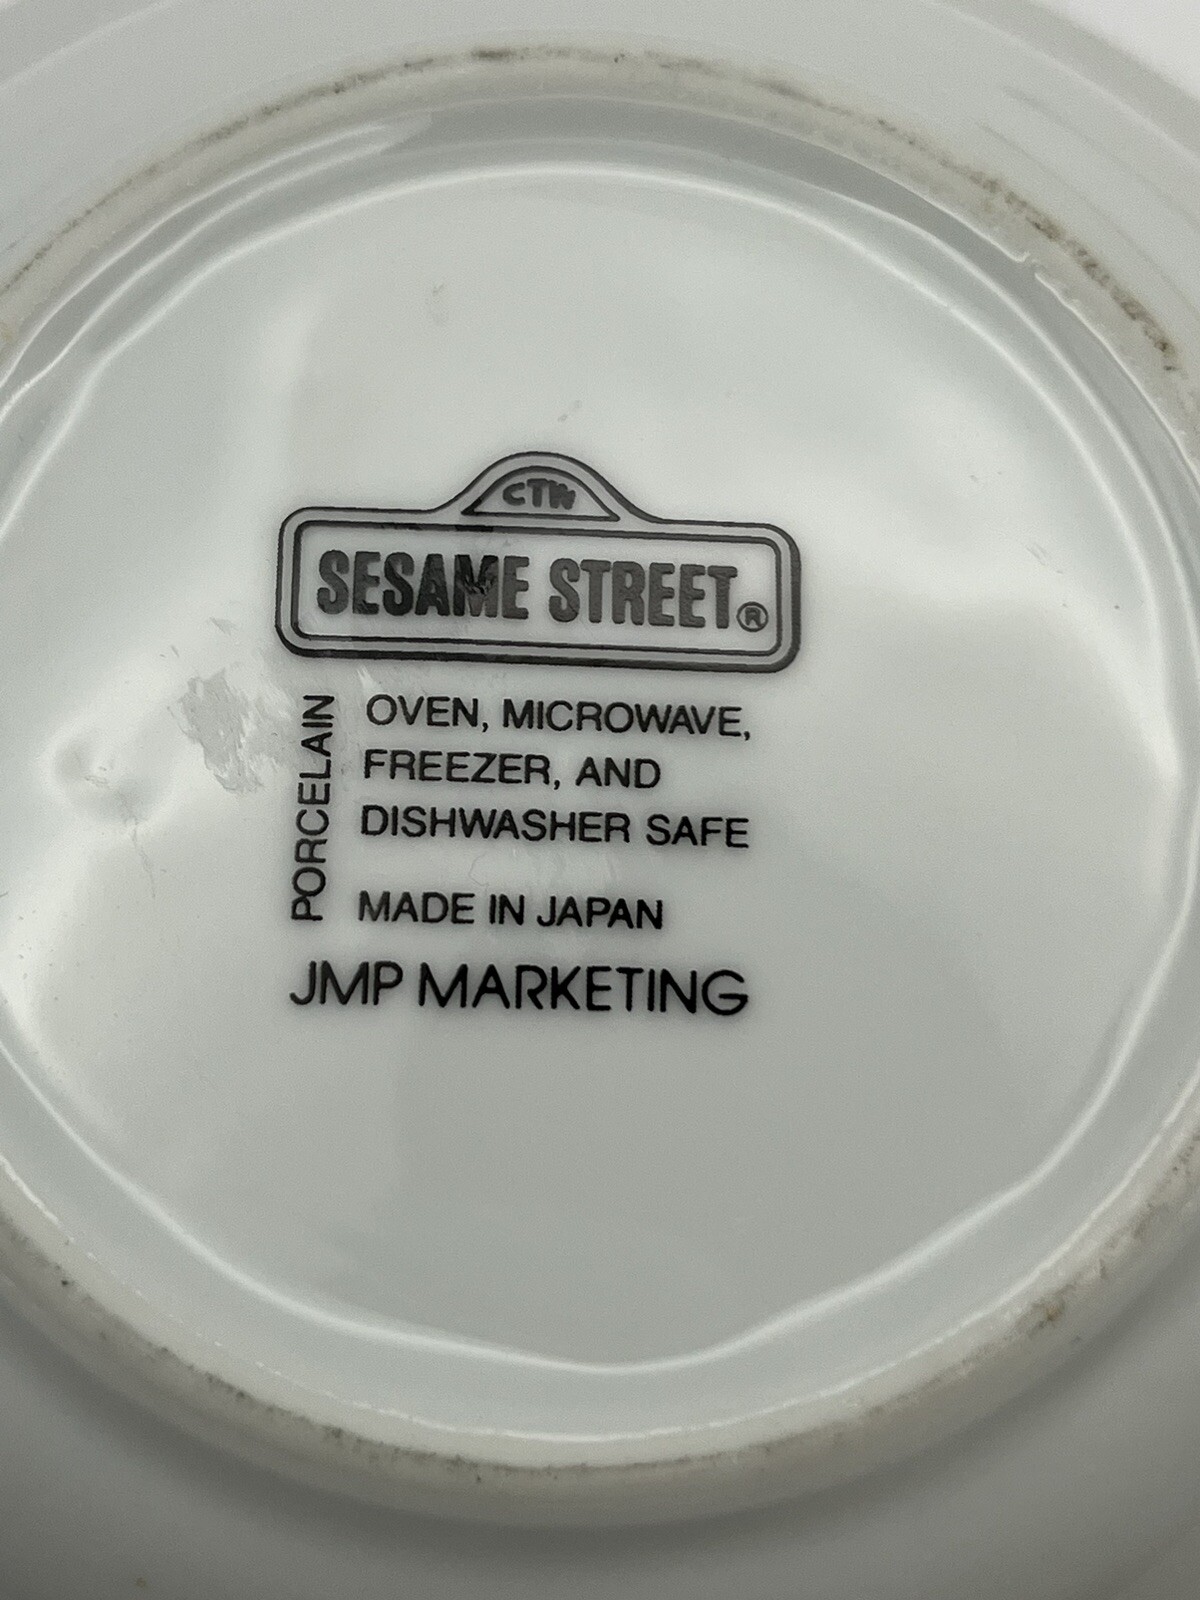 CTW
SESAME STREET®
PORCELAIN
OVEN, MICROWAVE,
FREEZER, AND
DISHWASHER SAFE
MADE IN JAPAN
JMP MARKETING